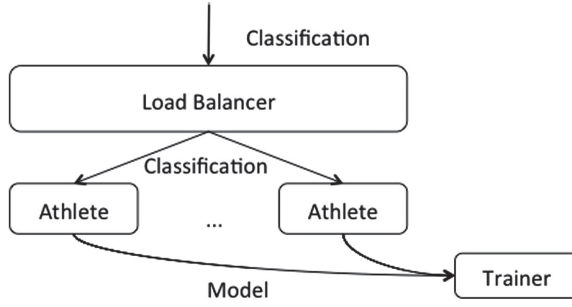 Classification
Load Balancer
Classification
Athlete
...
Athlete
Trainer
Model